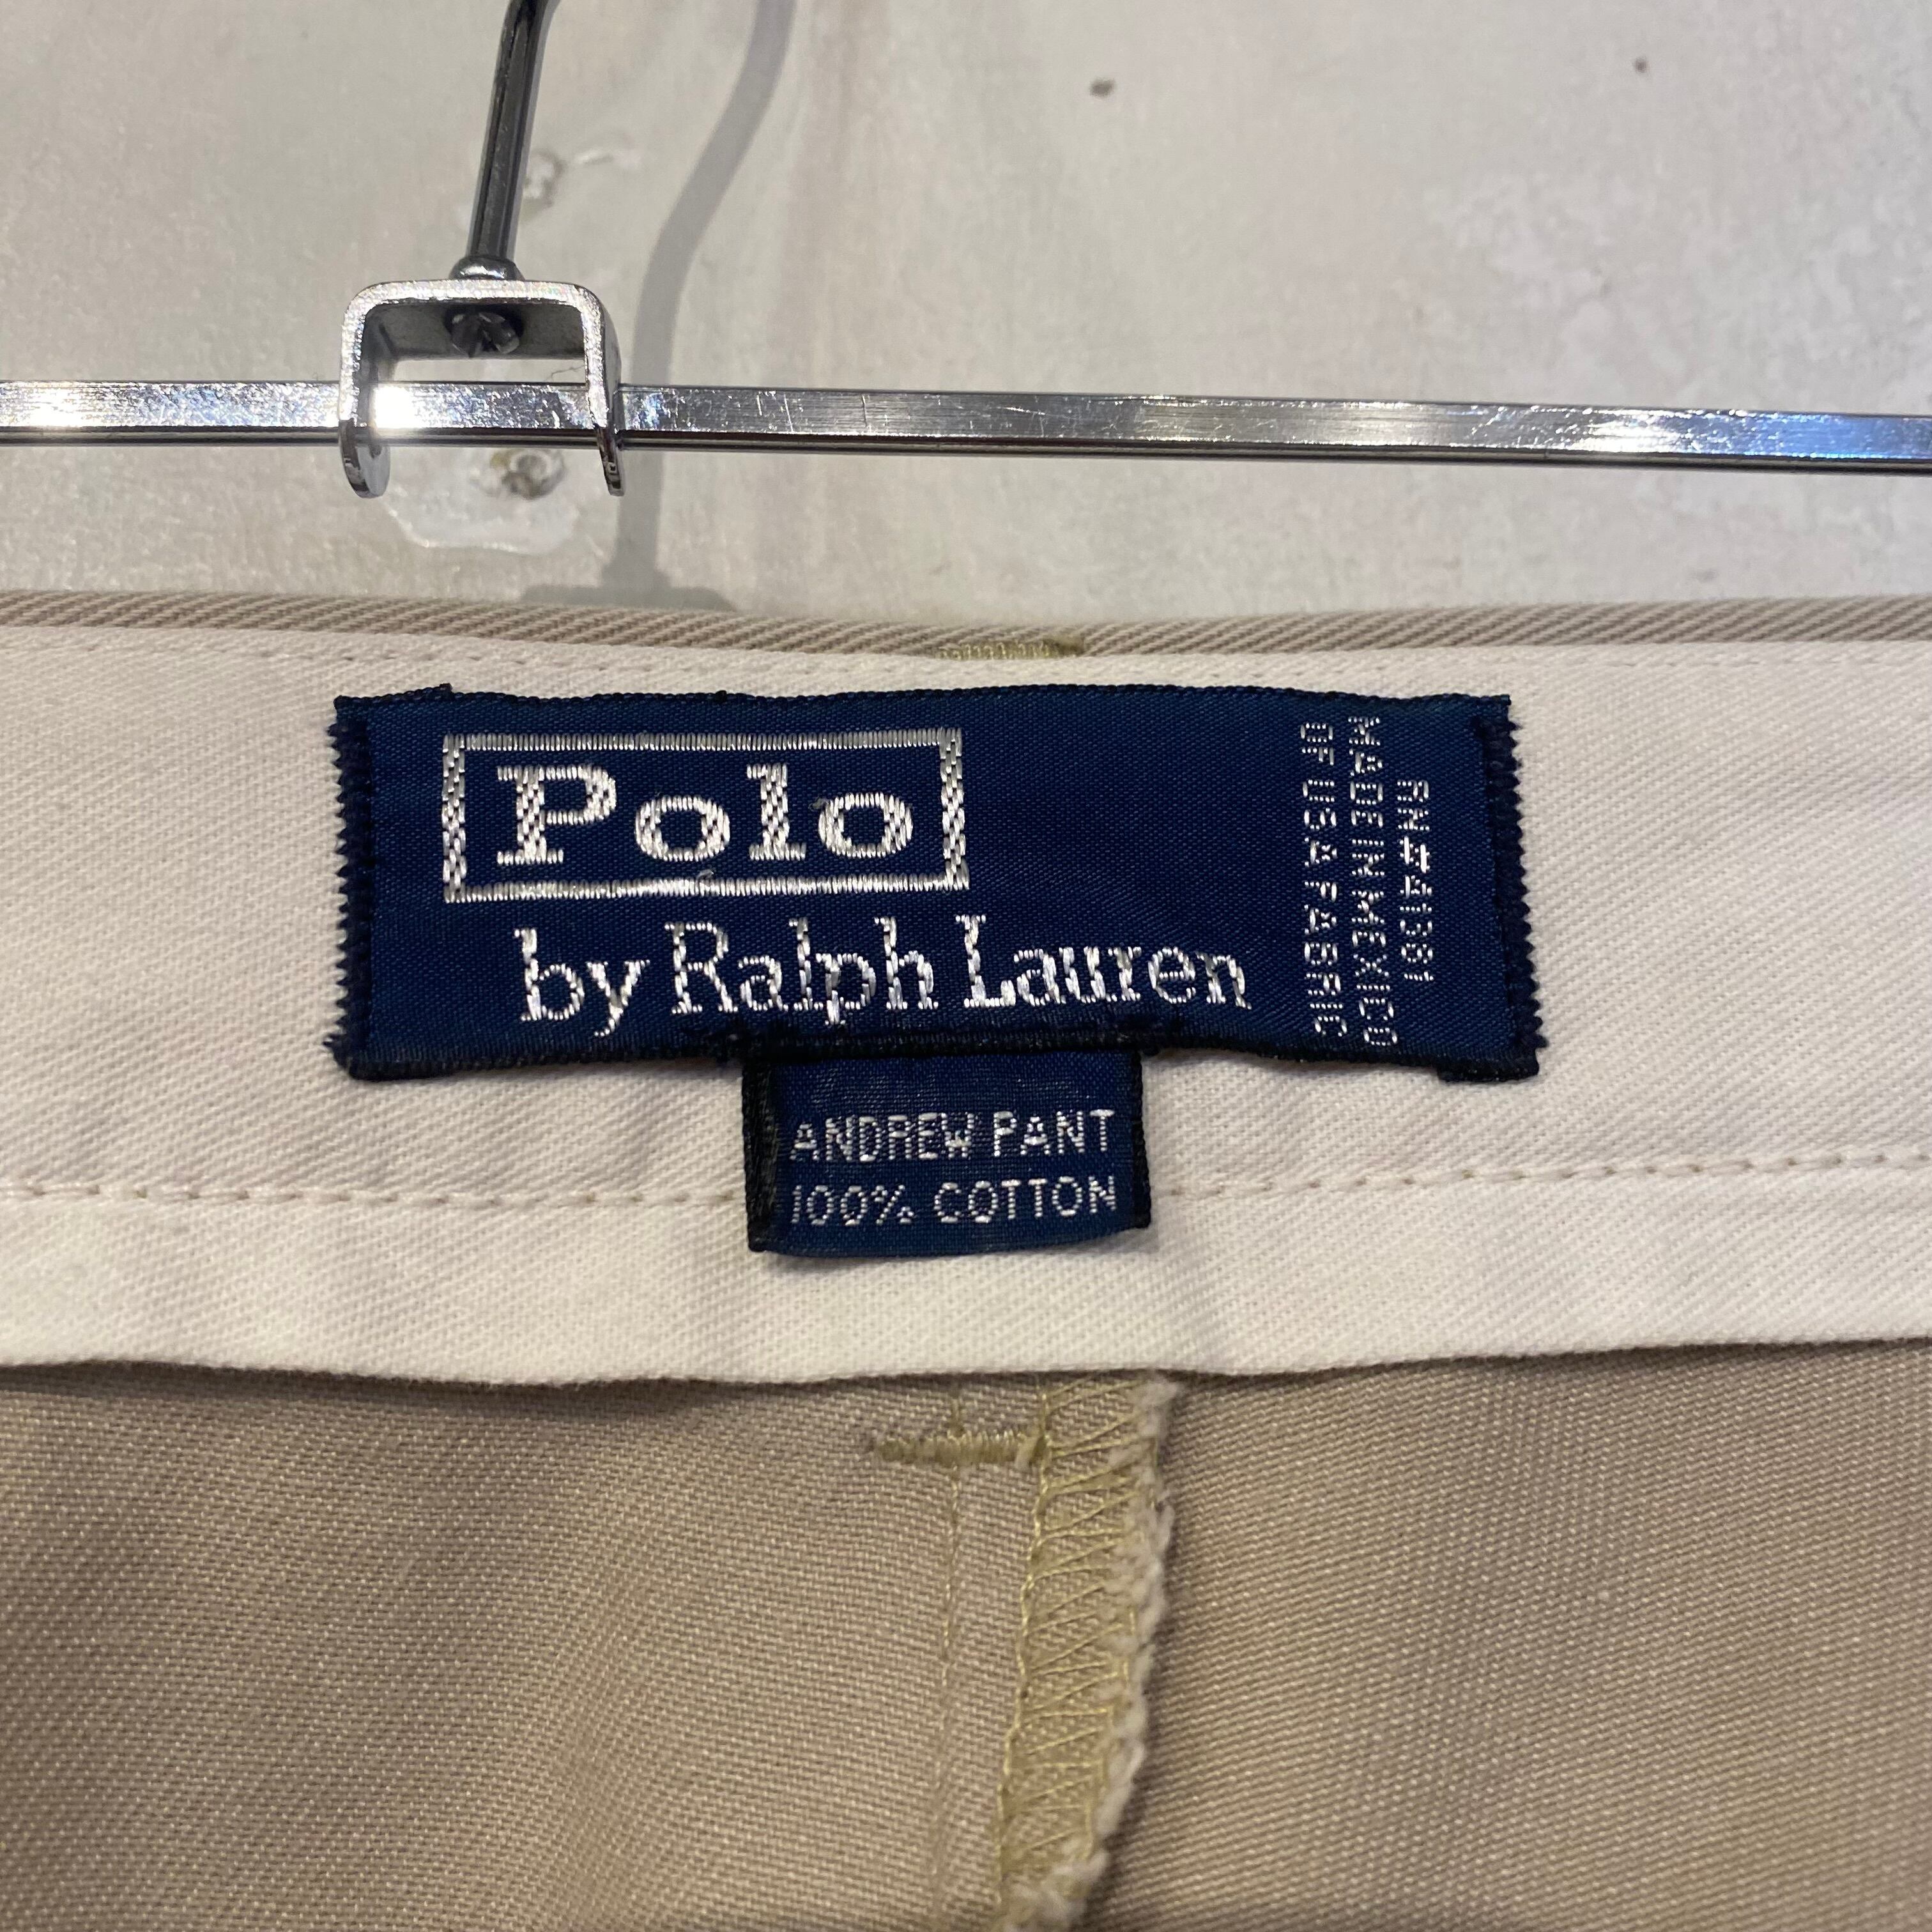 Polo
by Ralph Lauren
RN#41381
MADE IN MEXICO
OF USA FABRIC
ANDREW PANT
100% COTTON